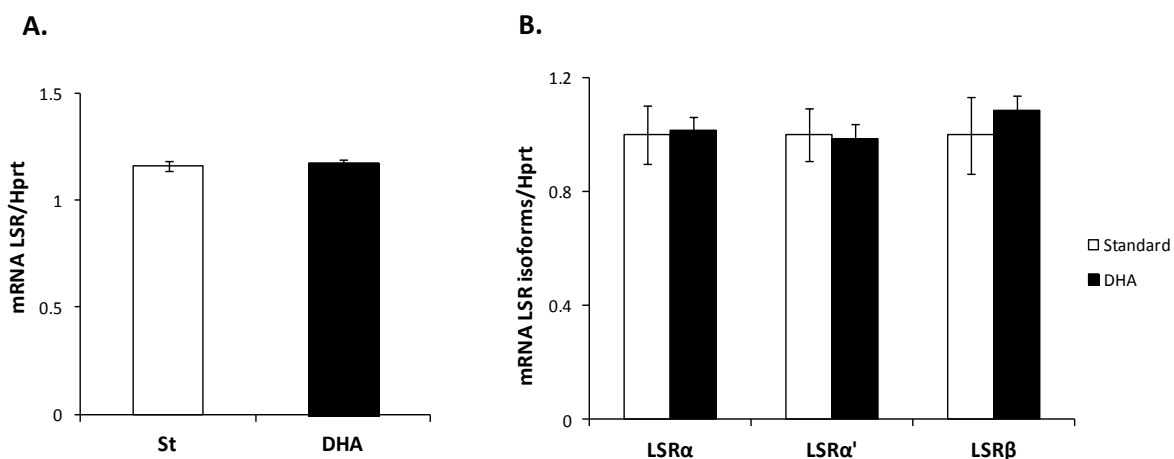 A.
mRNA LSR/Hprt
1.5
1
0.5
0
St DHA
B.
mRNA LSR isoforms/Hprt
1.2
0.8
0.4
0
LSRα LSRα' LSRβ
Standard
DHA